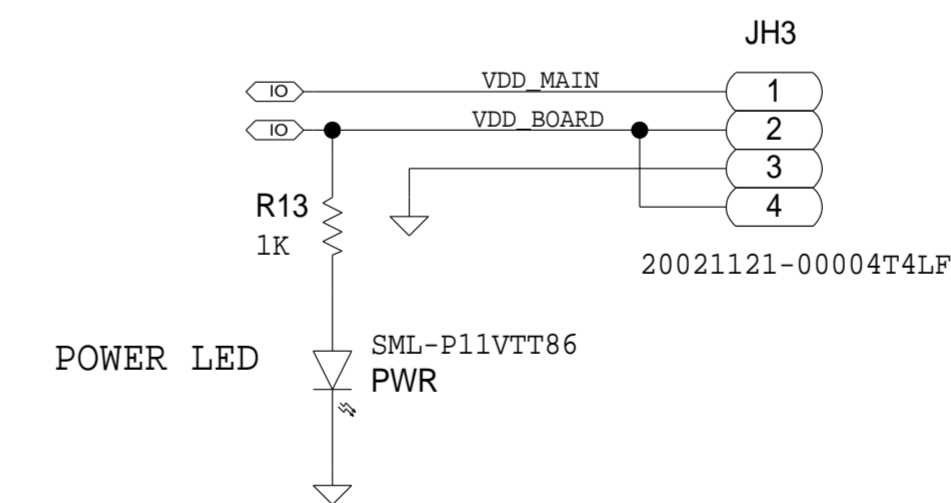 JH3
IO VDD_MAIN 1
IO VDD_BOARD 2
3
4
R13
1K
20021121-00004T4LF
POWER LED
SML-P11VTT86
PWR